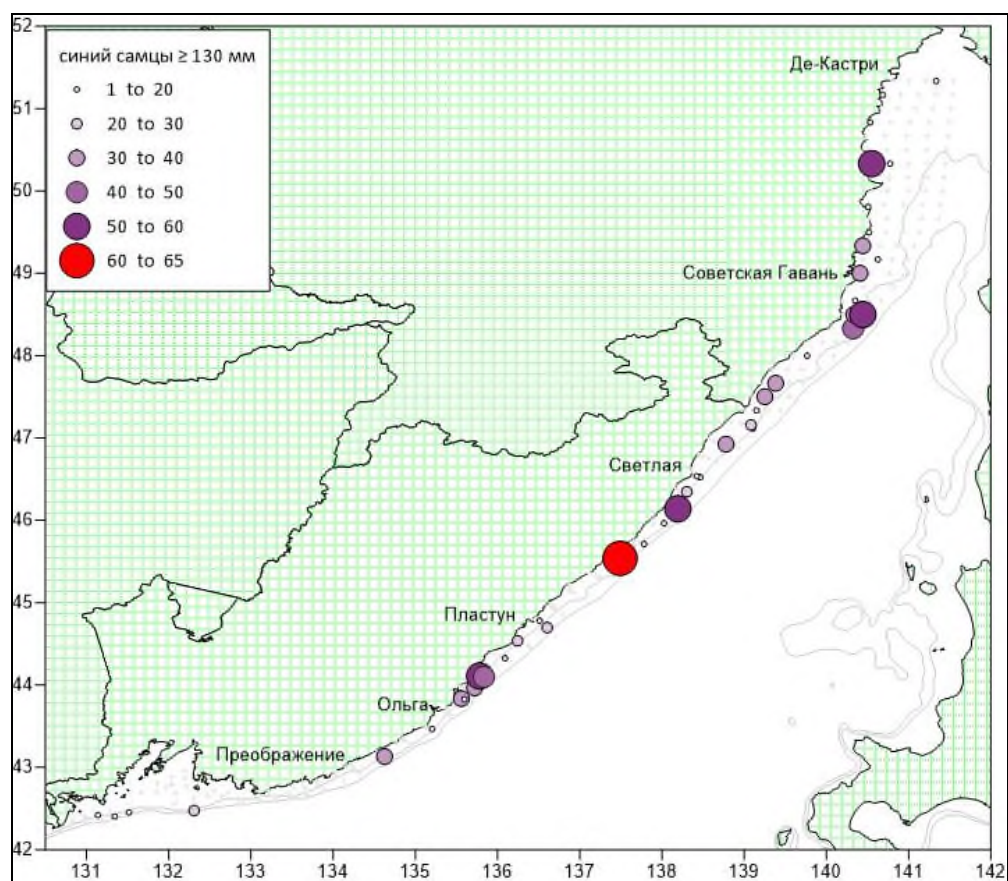 52
51
50
49
48
47
46
45
44
43
42
синий самцы ≥ 130 мм
1 to 20
20 to 30
30 to 40
40 to 50
50 to 60
60 to 65
Де-Кастри
Советская Гавань
Светлая
Пластун
Ольга
Преображение
131 132 133 134 135 136 137 138 139 140 141 142